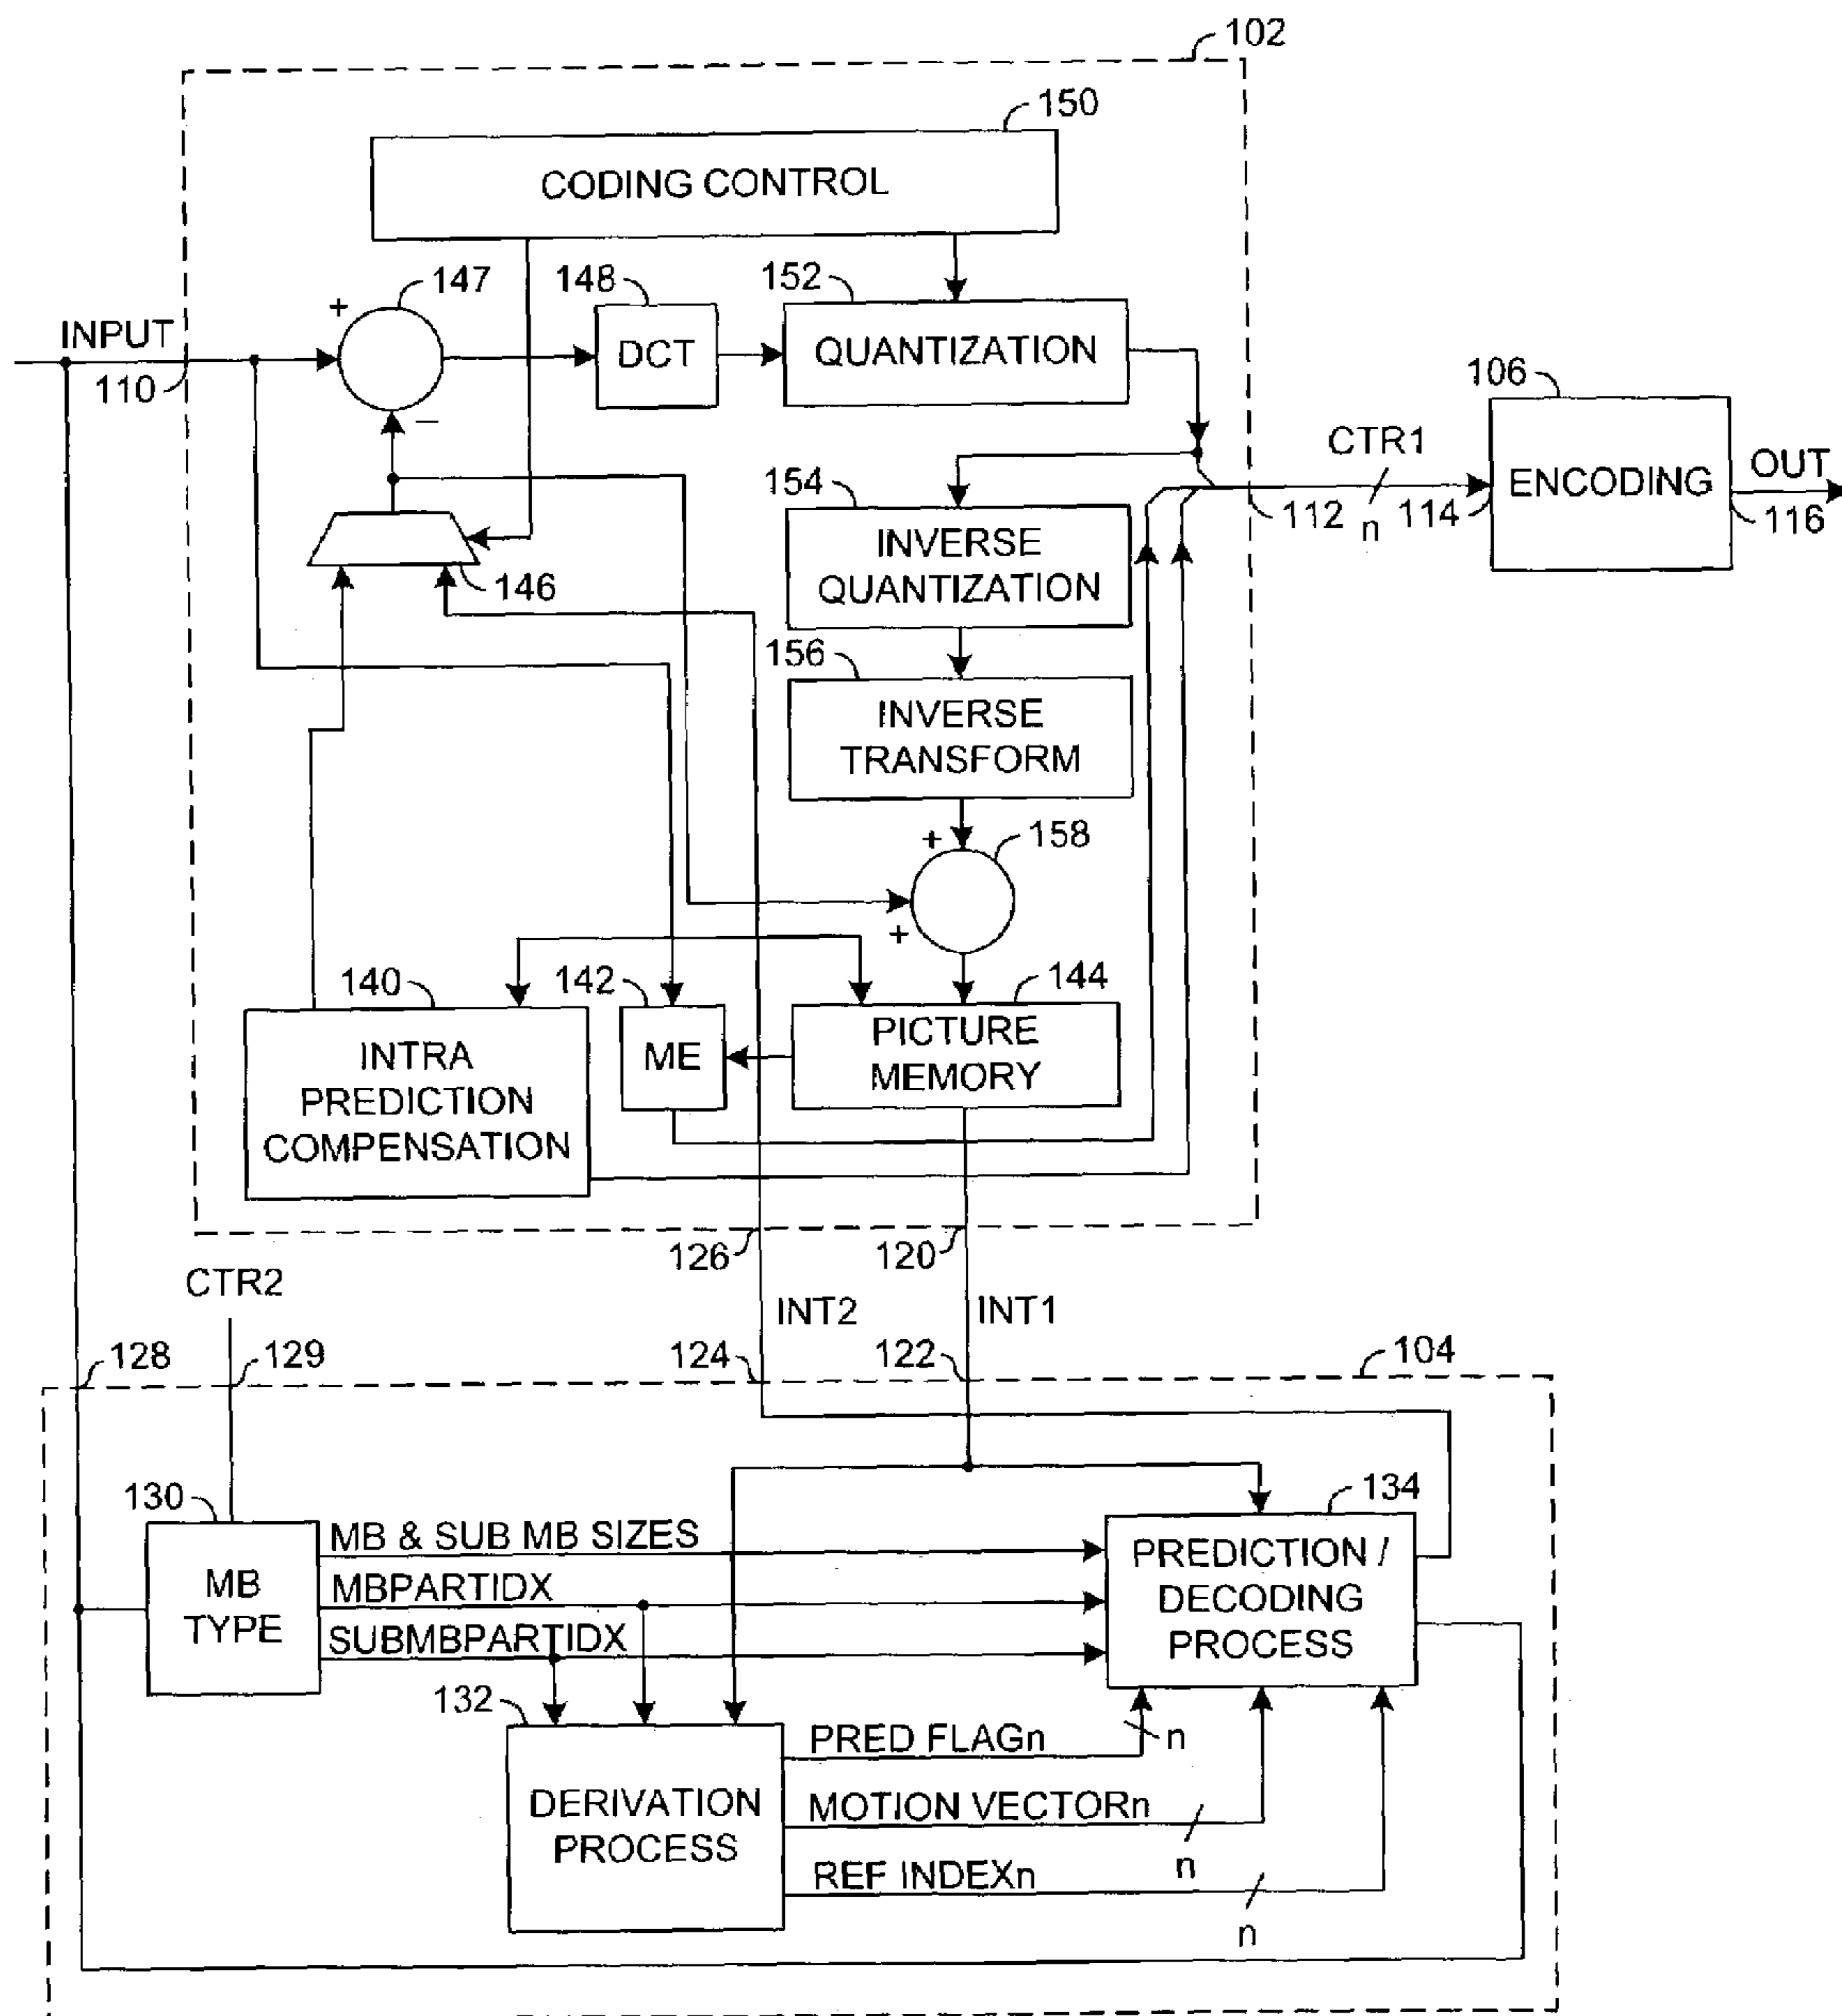 102
150
CODING CONTROL
147
148
152
+
INPUT
DCT
QUANTIZATION
110
−
106
CTR1
ENCODING
OUT
154
112
n
114
116
INVERSE
QUANTIZATION
146
156
INVERSE
TRANSFORM
+
158
+
140
142
144
INTRA
PREDICTION
COMPENSATION
ME
PICTURE
MEMORY
126
120
CTR2
INT2
INT1
128
129
124
122
104
130
134
MB
TYPE
MB & SUB MB SIZES
MBPARTIDX
SUBMBPARTIDX
PREDICTION /
DECODING
PROCESS
132
DERIVATION
PROCESS
PRED FLAGn
n
MOTION VECTORn
n
REF INDEXn
n